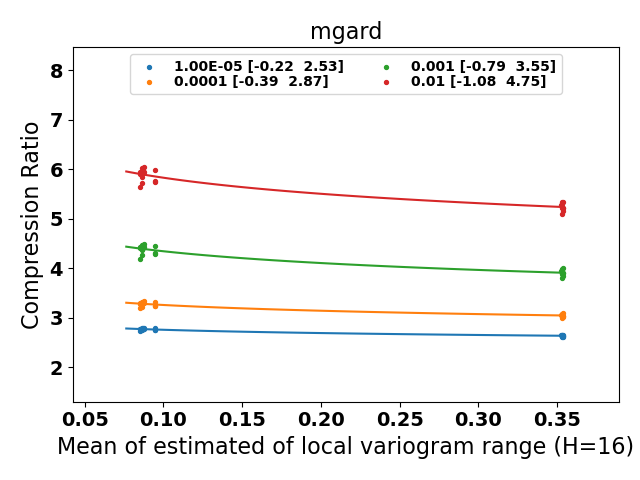 mgard
1.00E-05 [-0.22  2.53]
0.0001 [-0.39  2.87]
0.001 [-0.79  3.55]
0.01 [-1.08  4.75]
Compression Ratio
8
7
6
5
4
3
2
0.05 0.10 0.15 0.20 0.25 0.30 0.35
Mean of estimated of local variogram range (H=16)